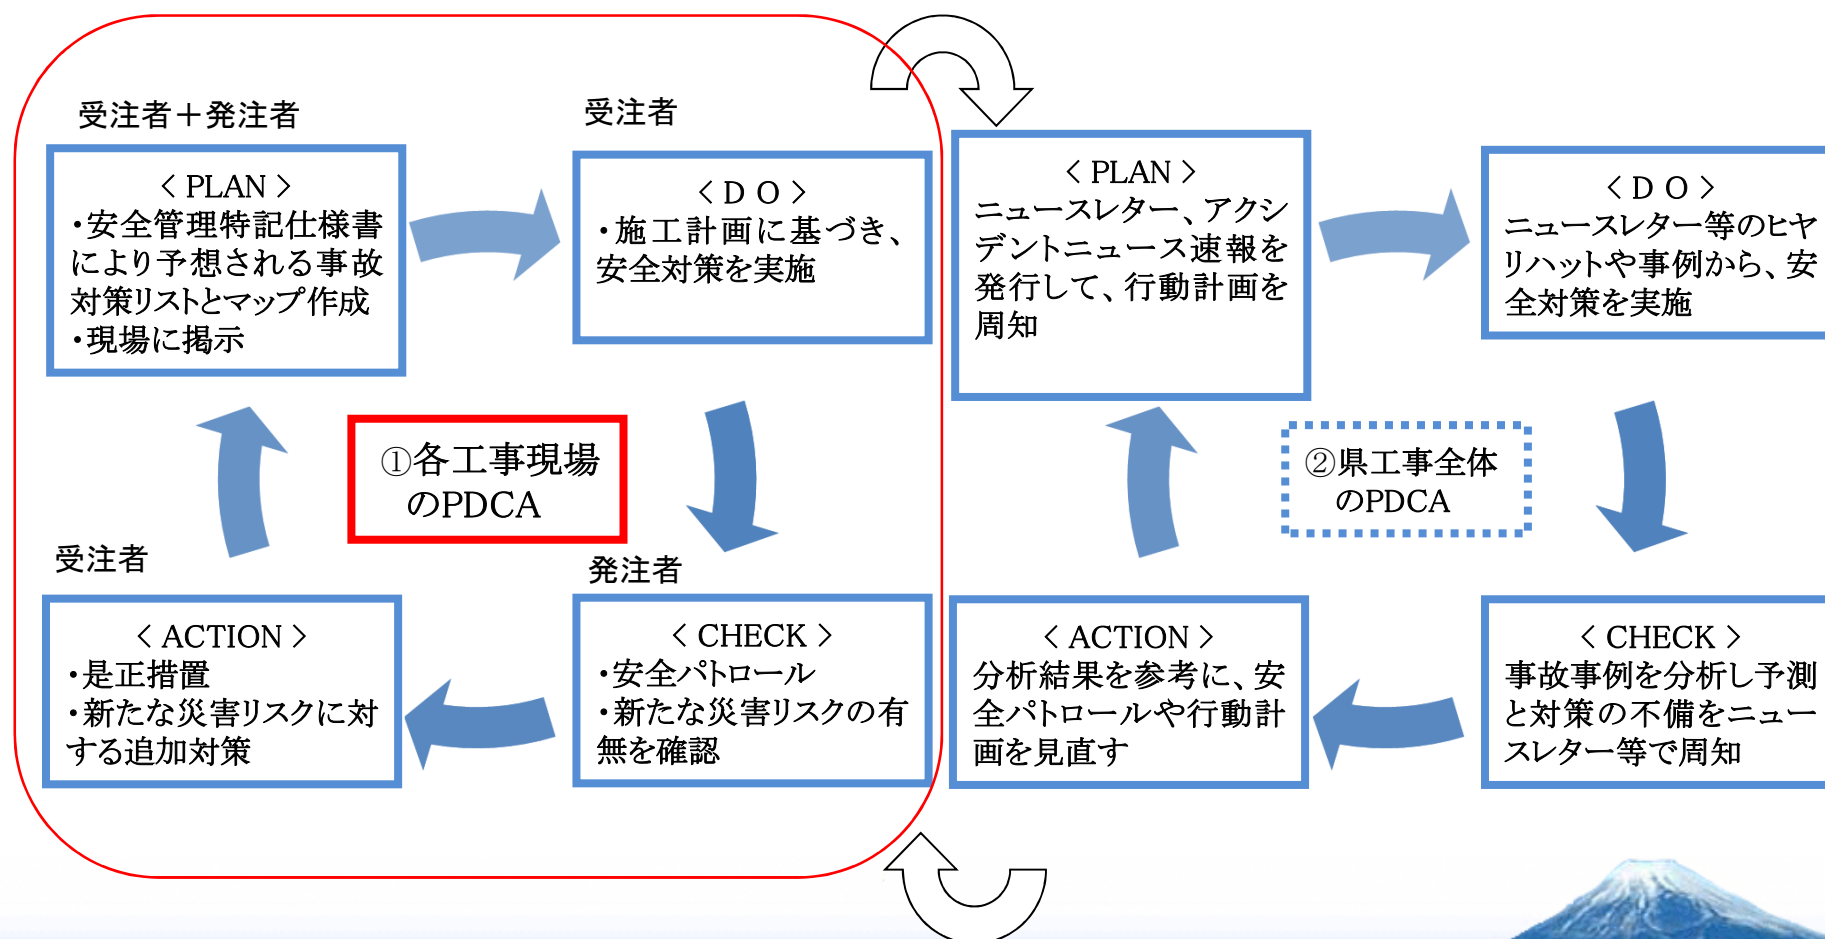 受注者＋発注者
＜ PLAN ＞
・安全管理特記仕様書
により予想される事故
対策リストとマップ作成
・現場に掲示
受注者
＜ D O ＞
・施工計画に基づき、
安全対策を実施
①各工事現場
のPDCA
受注者
＜ ACTION ＞
・是正措置
・新たな災害リスクに対
する追加対策
発注者
＜ CHECK ＞
・安全パトロール
・新たな災害リスクの有
無を確認
＜ PLAN ＞
ニュースレター、アクシ
デントニュース速報を
発行して、行動計画を
周知
＜ D O ＞
ニュースレター等のヒヤ
リハットや事例から、安
全対策を実施
②県工事全体
のPDCA
＜ ACTION ＞
分析結果を参考に、安
全パトロールや行動計
画を見直す
＜ CHECK ＞
事故事例を分析し予測
と対策の不備をニュー
スレター等で周知